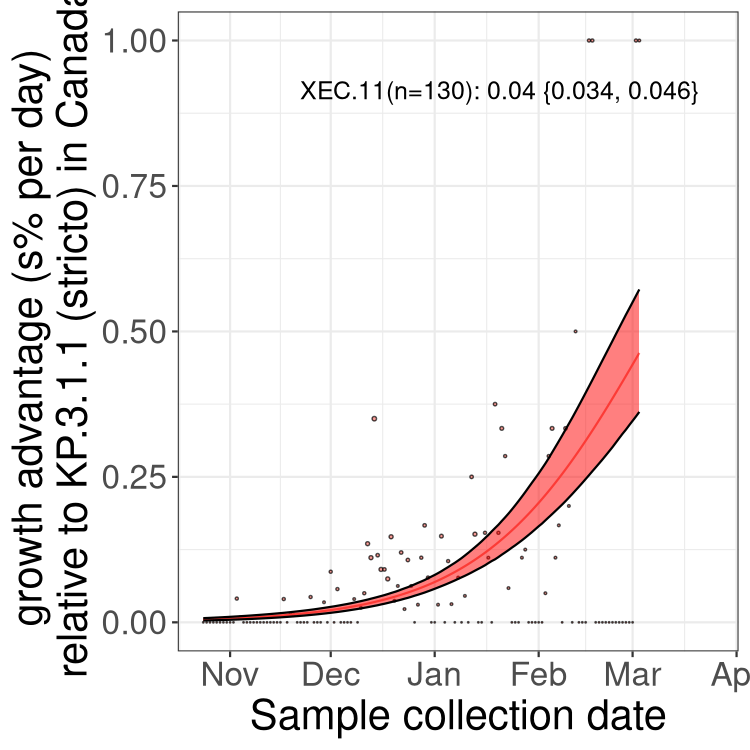 growth advantage (s% per day)
relative to KP.3.1.1 (stricto) in Canada
1.00
XEC.11(n=130): 0.04 {0.034, 0.046}
0.75
0.50
0.25
0.00
Nov Dec Jan Feb Mar Ap
Sample collection date